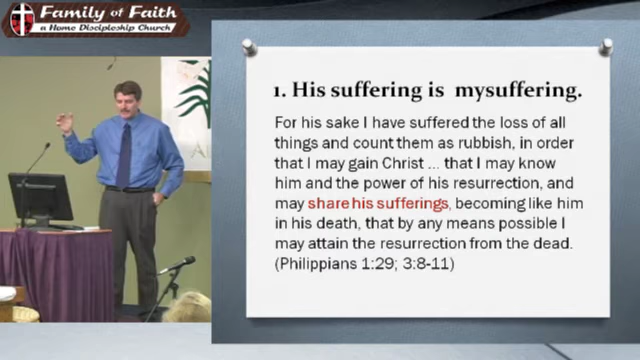 Family of Faith
a Home Discipleship Church
1. His suffering is mysuffering.
For his sake I have suffered the loss of all
things and count them as rubbish, in order
that I may gain Christ ... that I may know
him and the power of his resurrection, and
may share his sufferings, becoming like him
in his death, that by any means possible I
may attain the resurrection from the dead.
(Philippians 1:29; 3:8-11)